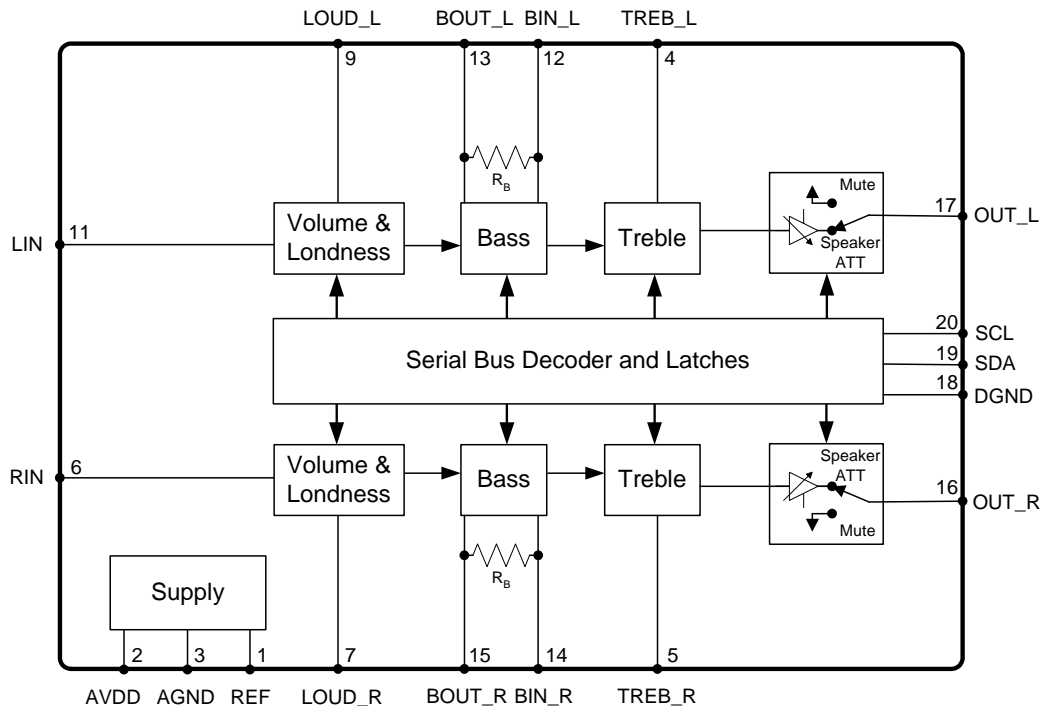 LOUD_L BOUT_L BIN_L TREB_L
9 13 12 4
R_B
Mute
17
OUT_L
Volume &
Londness
Bass
Treble
Speaker
ATT
11
LIN
20
SCL
Serial Bus Decoder and Latches
19
SDA
18
DGND
6
RIN
Volume &
Londness
Bass
Treble
Speaker
ATT
16
OUT_R
Mute
R_B
Supply
2 3 1 7 15 14 5
AVDD AGND REF LOUD_R BOUT_R BIN_R TREB_R